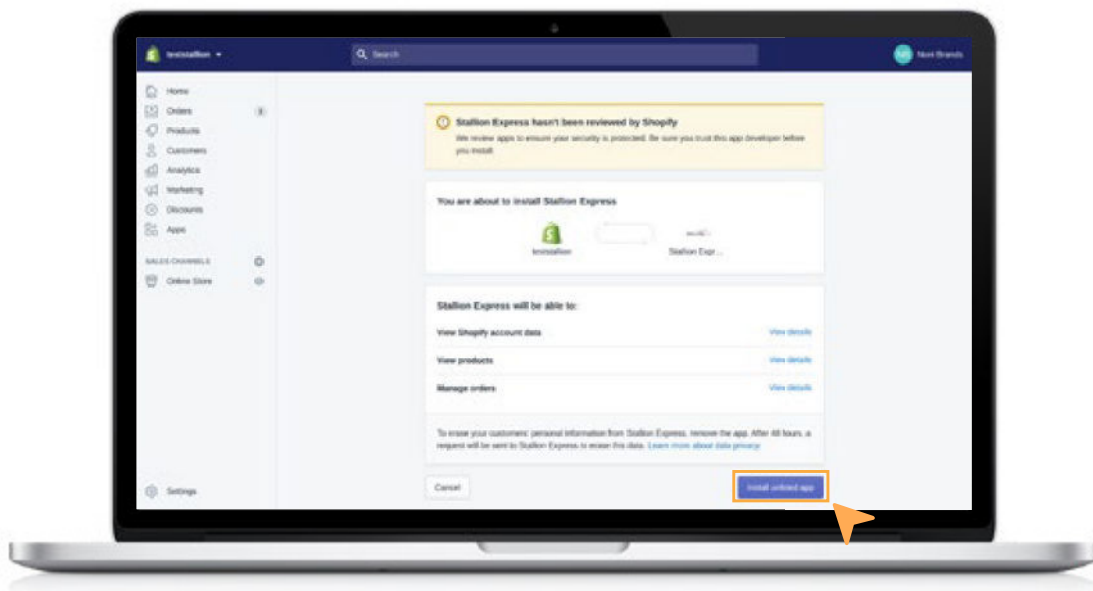 teststallion
Search
Noni Brands
Home
Orders
Products
Customers
Analytics
Marketing
Discounts
Apps
SALES CHANNELS
Online Store
Settings
Stallion Express hasn't been reviewed by Shopify
We review apps to ensure your security is protected. Be sure you trust this app developer before
you install.
You are about to install Stallion Express
teststallion
Stallion Expr...
Stallion Express will be able to:
View Shopify account data
View details
View products
View details
Manage orders
View details
To erase your customers' personal information from Stallion Express, remove the app. After 48 hours, a
request will be sent to Stallion Express to erase this data. Learn more about data privacy.
Cancel
Install unlisted app